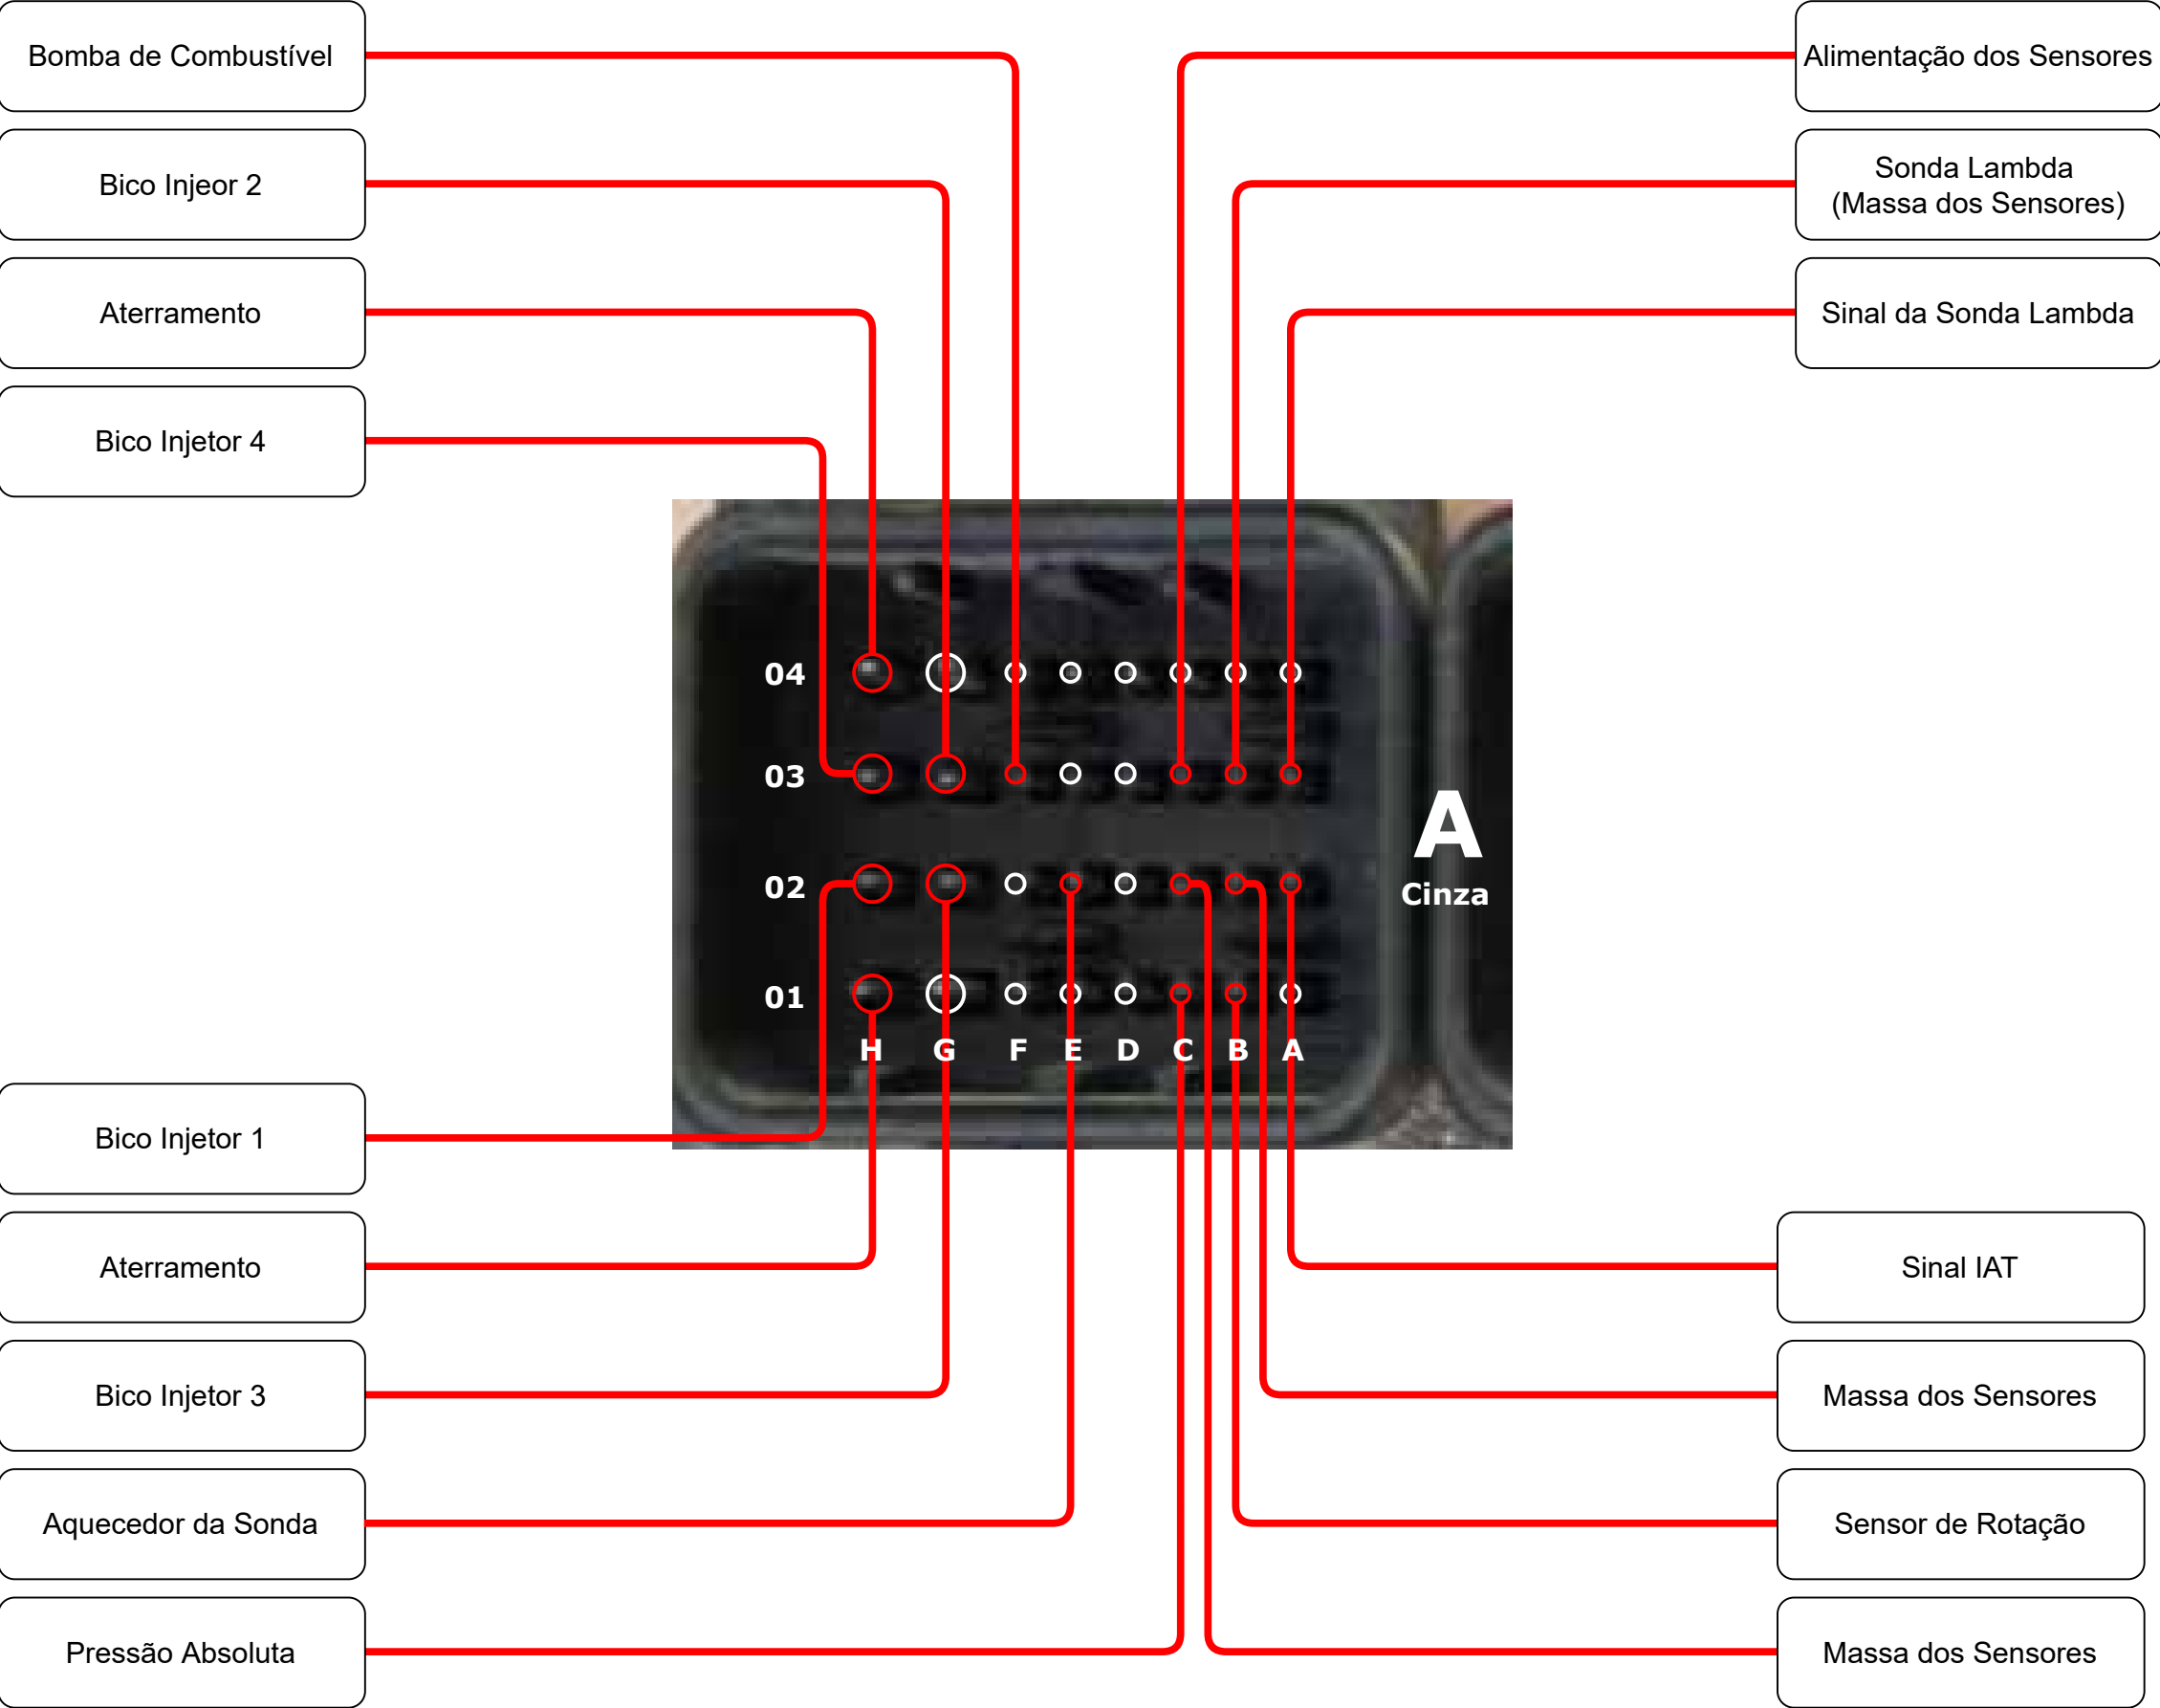 Bomba de Combustível
Alimentação dos Sensores
Bico Injeor 2
Sonda Lambda
(Massa dos Sensores)
Aterramento
Sinal da Sonda Lambda
Bico Injetor 4
04
03
A
02
Cinza
01
H G F E D C B A
Bico Injetor 1
Aterramento
Sinal IAT
Bico Injetor 3
Massa dos Sensores
Aquecedor da Sonda
Sensor de Rotação
Pressão Absoluta
Massa dos Sensores